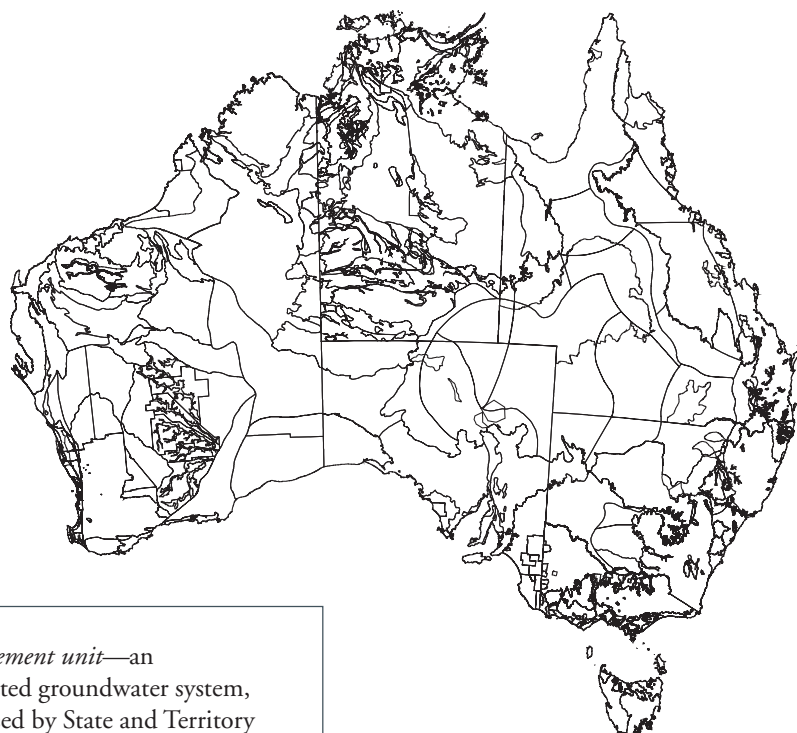 ement unit—an
ted groundwater system,
ed by State and Territory